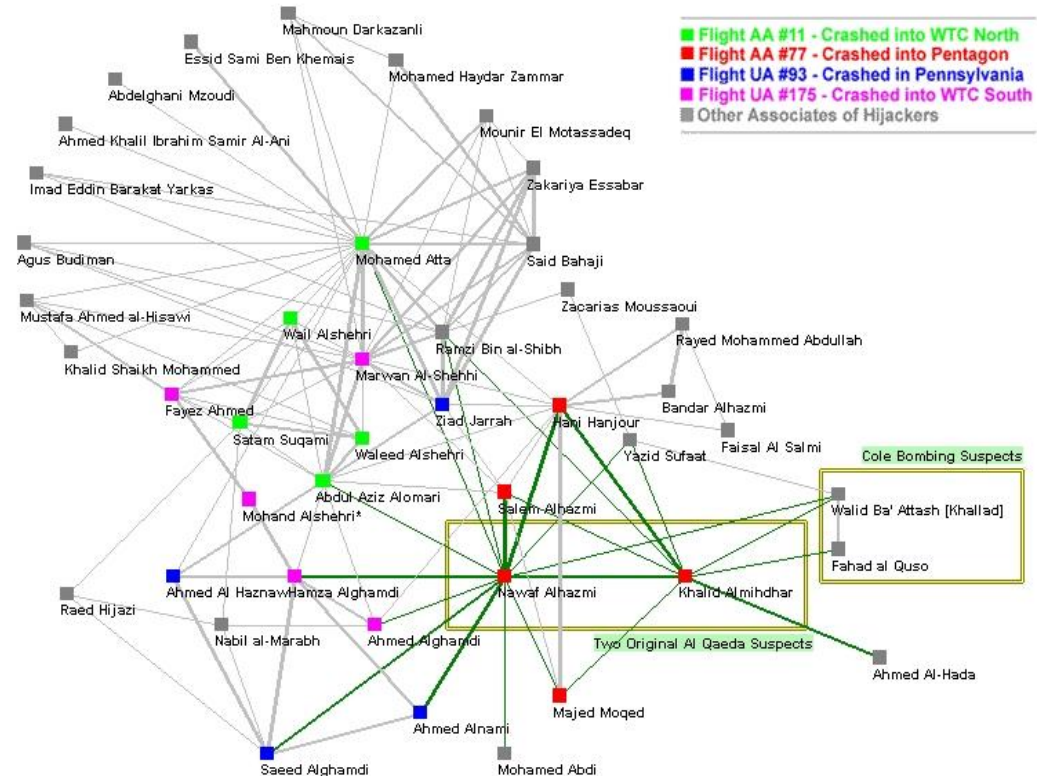 Mahmoun Darkazanli
Flight AA #11 - Crashed into WTC North
Flight AA #77 - Crashed into Pentagon
Flight UA #93 - Crashed in Pennsylvania
Flight UA #175 - Crashed into WTC South
Other Associates of Hijackers
Essid Sami Ben Khemais
Mohamed Haydar Zammar
Abdelghani Mzoudi
Mounir El Motassadeq
Ahmed Khalil Ibrahim Samir Al-Ani
Imad Eddin Barakat Yarkas
Zakariya Essabar
Agus Budiman
Mohamed Atta
Said Bahaji
Mustafa Ahmed al-Hisawi
Zacarias Moussaoui
Wail Alshehri
Ramzi Bin al-Shibh
Rayed Mohammed Abdullah
Khalid Shaikh Mohammed
Marwan Al-Shehhi
Fayez Ahmed
Ziad Jarrah
Hani Hanjour
Bandar Alhazmi
Satam Suqami
Waleed Alshehri
Yazid Sufaat
Faisal Al Salmi
Cole Bombing Suspects
Abdul Aziz Alomari
Mohand Alshehri*
Salem Alhazmi
Walid Ba' Attash [Khallad]
Fahad al Quso
Raed Hijazi
Ahmed Al Haznawi
Hamza Alghamdi
Nawaf Alhazmi
Khalid Almihdhar
Nabil al-Marabh
Ahmed Alghamdi
Two Original Al Qaeda Suspects
Ahmed Al-Hada
Majed Moqed
Ahmed Alnami
Saeed Alghamdi
Mohamed Abdi